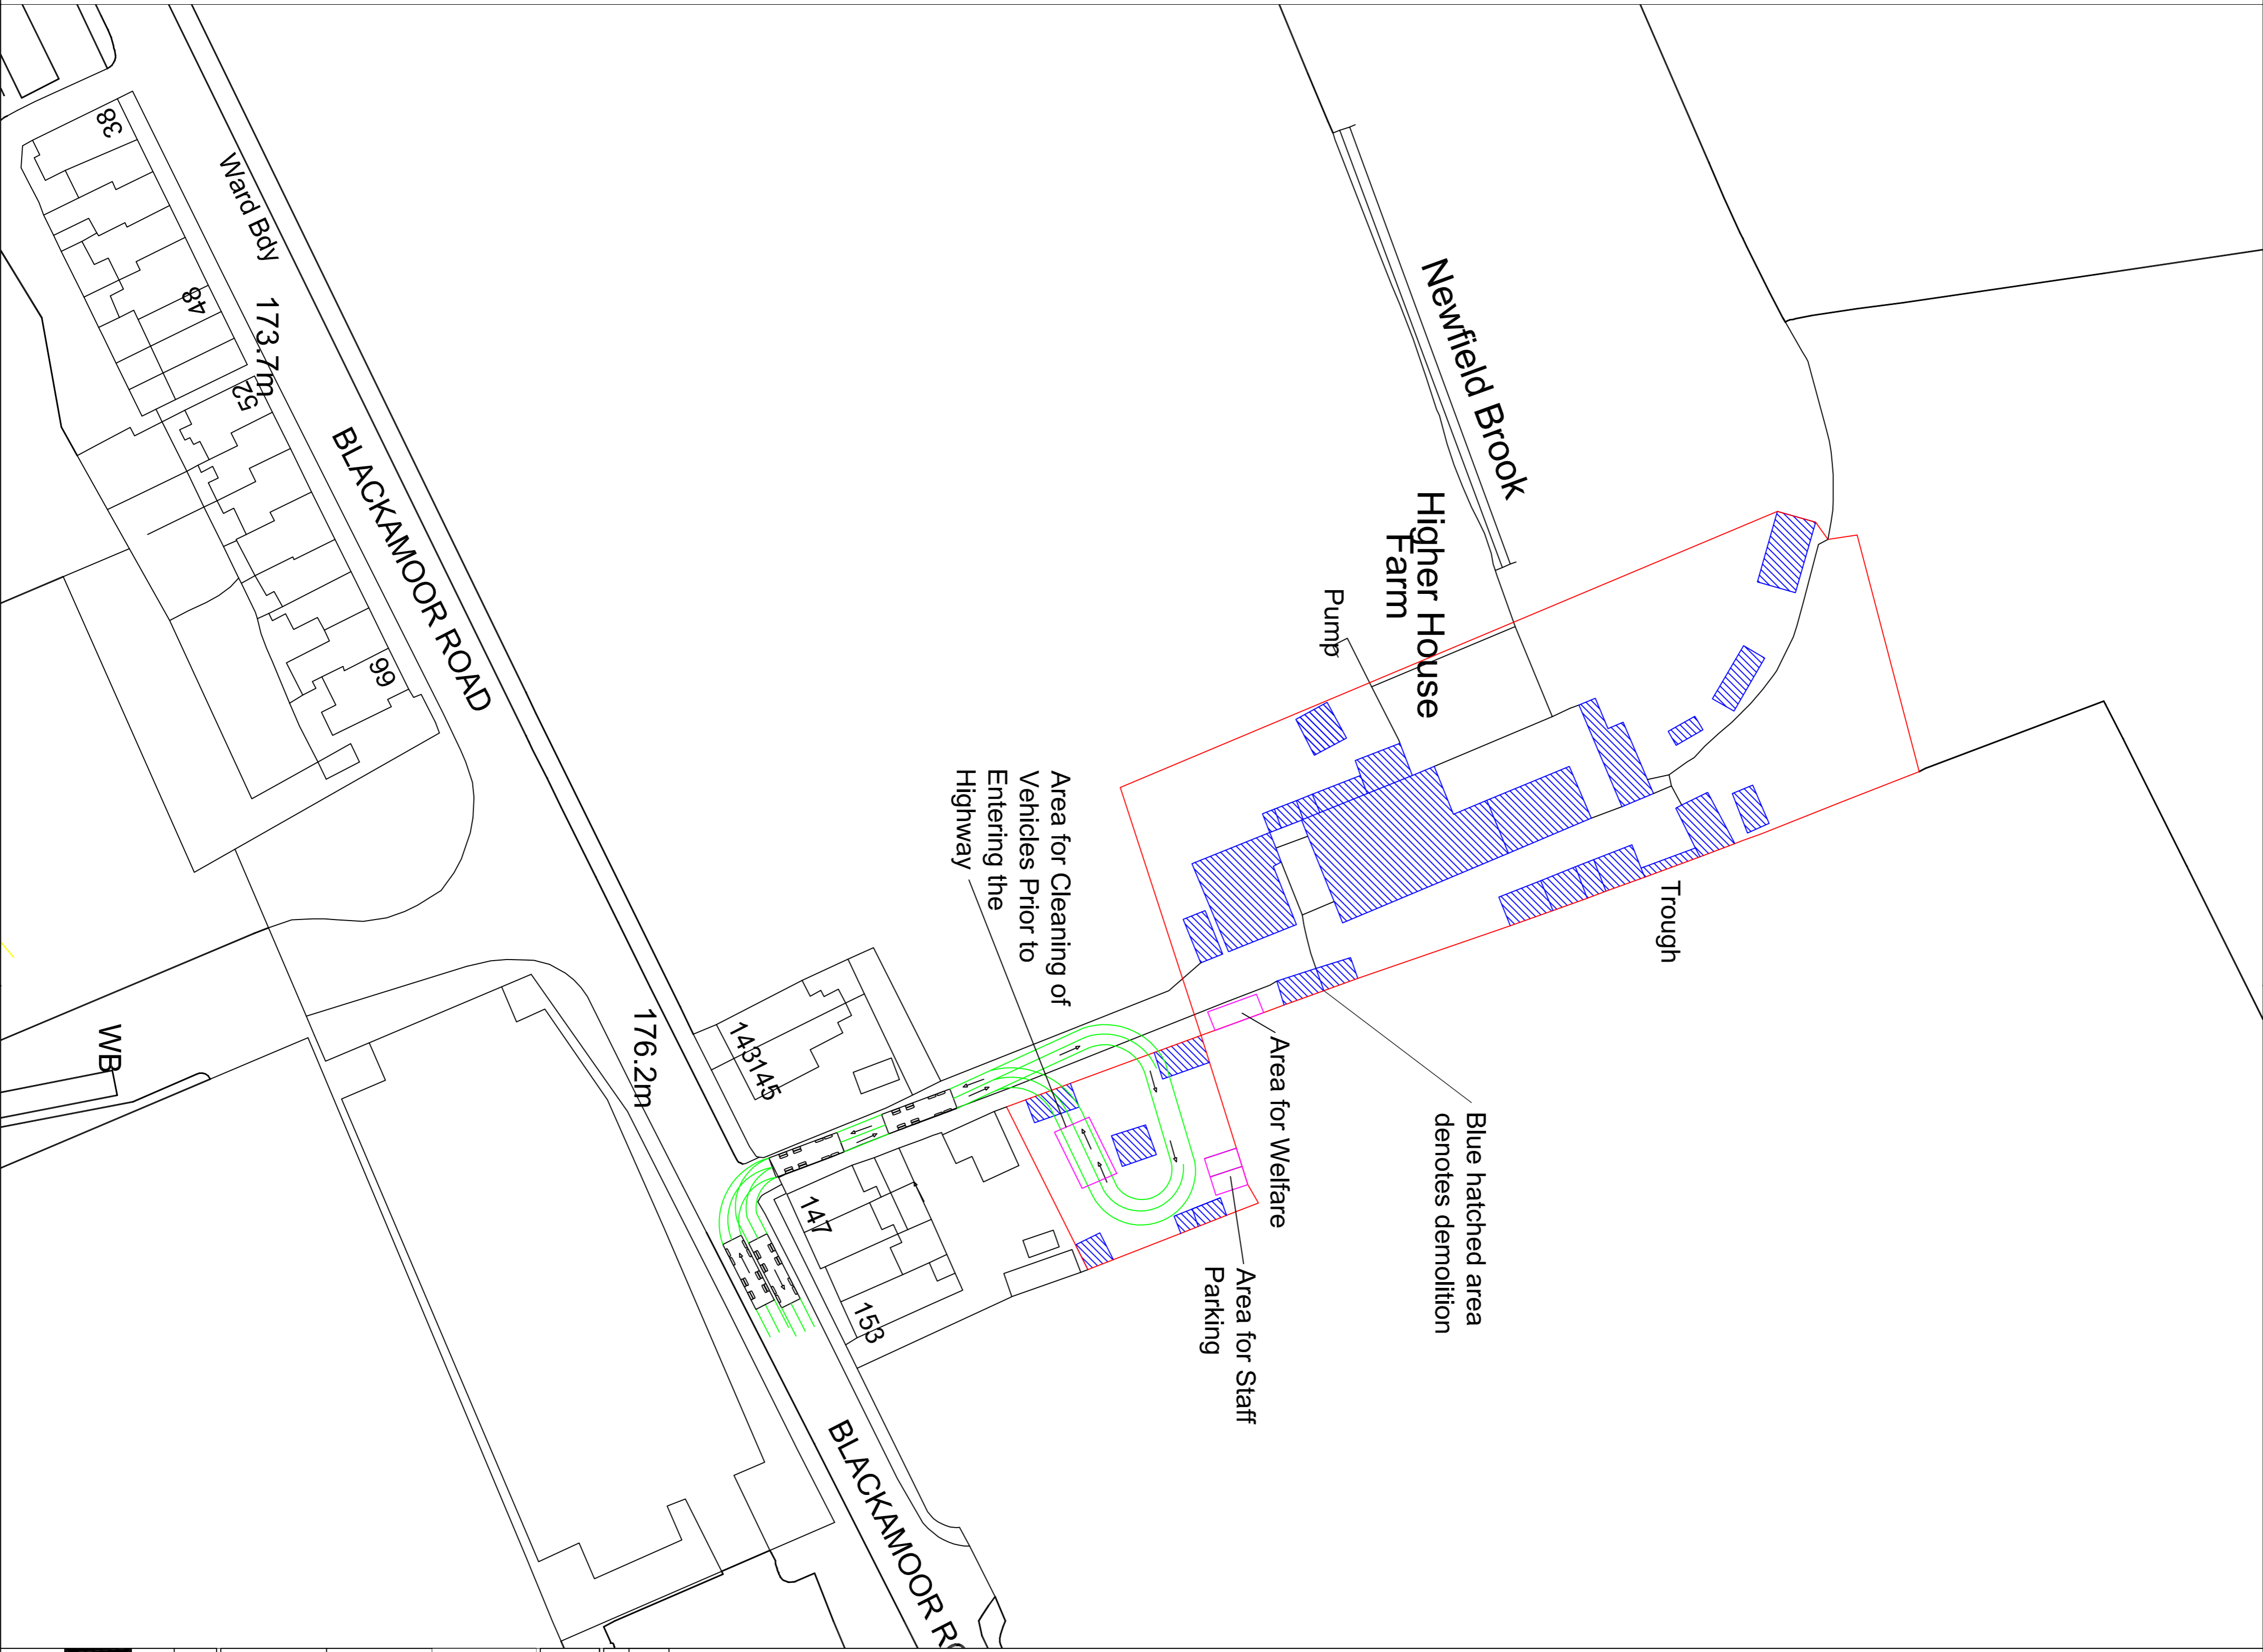 Newfield Brook
Higher House
Farm
Pump
Trough
Blue hatched area
denotes demolition
Area for Welfare
Area for Staff
Parking
Area for Cleaning of
Vehicles Prior to
Entering the
Highway
38
Ward Bdy
48
173.7m
52
BLACKAMOOR ROAD
66
143
145
176.2m
147
153
WB
BLACKAMOOR RO